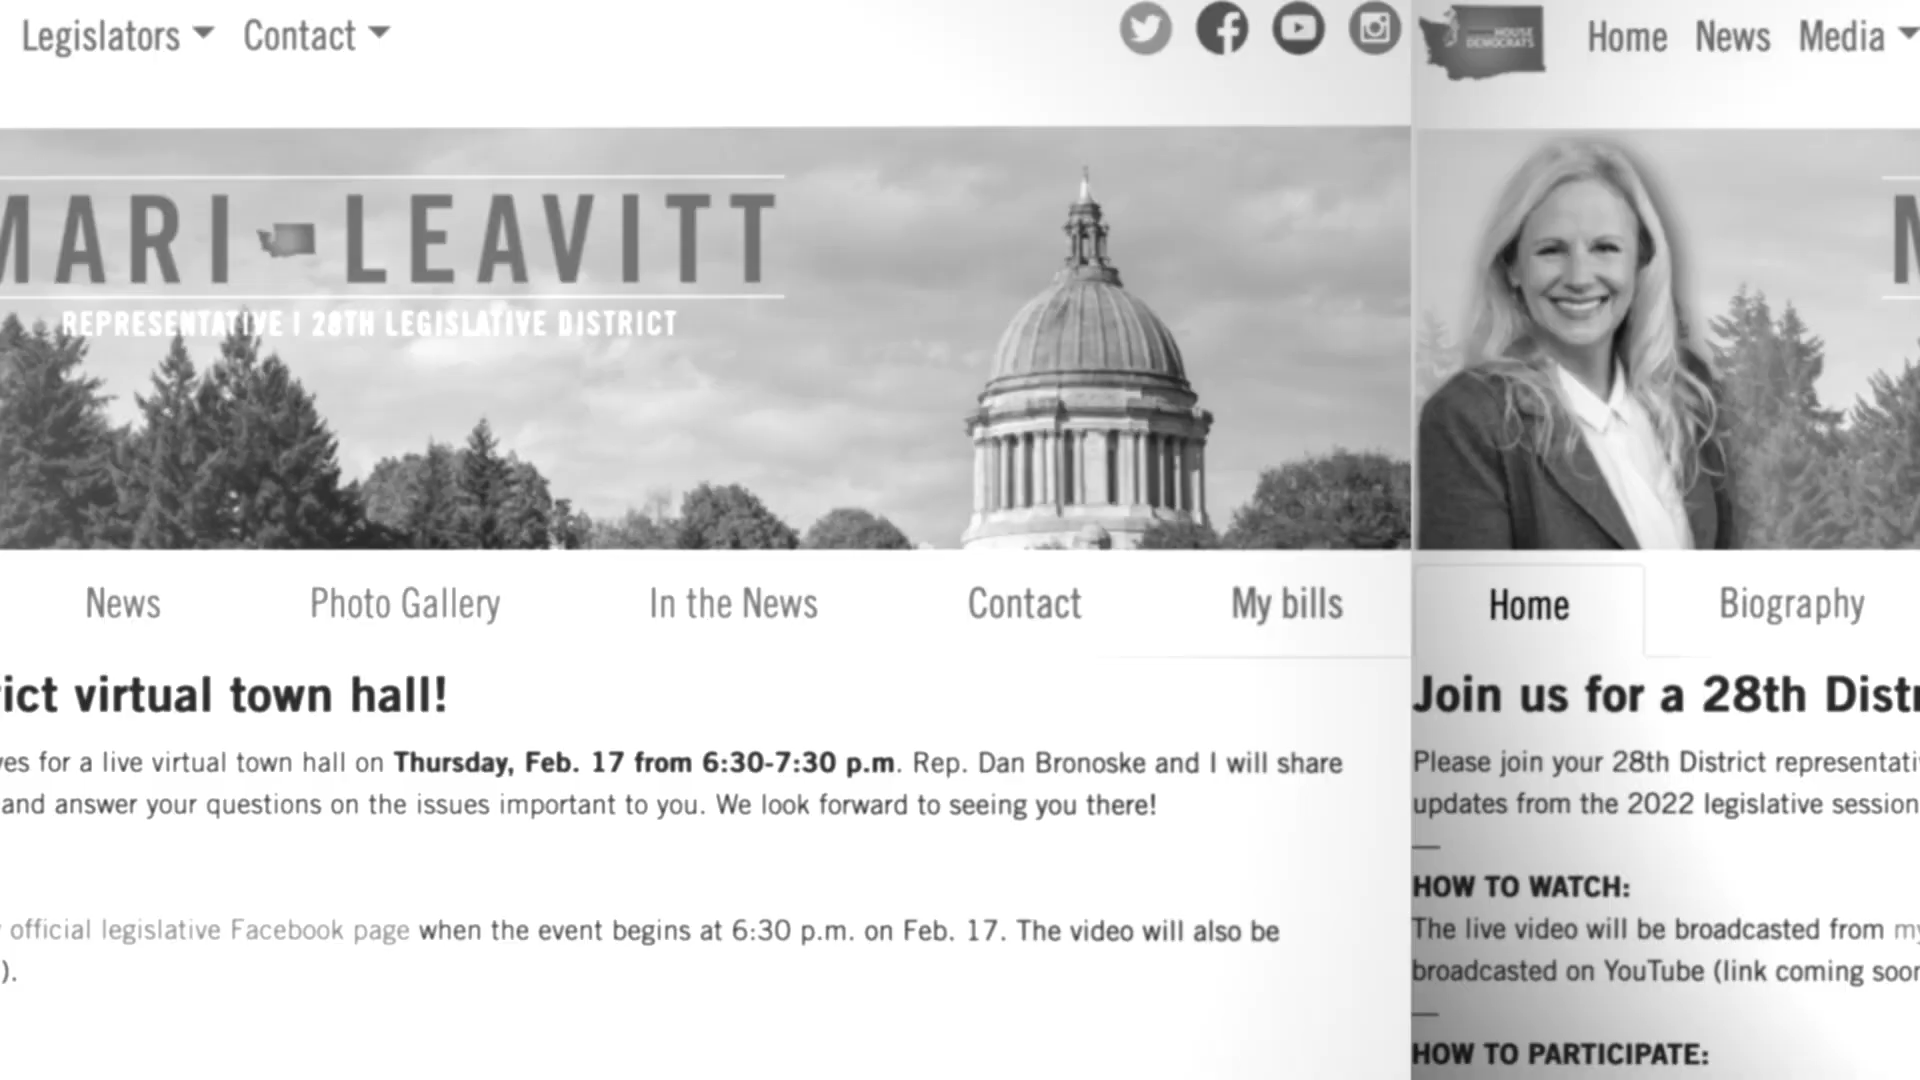 Legislators Contact
MARI LEAVITT
REPRESENTATIVE | 28TH LEGISLATIVE DISTRICT
News Photo Gallery In the News Contact My bills
ict virtual town hall!
es for a live virtual town hall on Thursday, Feb. 17 from 6:30-7:30 p.m. Rep. Dan Bronoske and I will share
and answer your questions on the issues important to you. We look forward to seeing you there!
official legislative Facebook page when the event begins at 6:30 p.m. on Feb. 17. The video will also be
).
HOUSE
DEMOCRATS
Home News Media
M
Home Biography
Join us for a 28th Distr
Please join your 28th District representati
updates from the 2022 legislative session
—
HOW TO WATCH:
The live video will be broadcasted from my
broadcasted on YouTube (link coming soon
—
HOW TO PARTICIPATE: